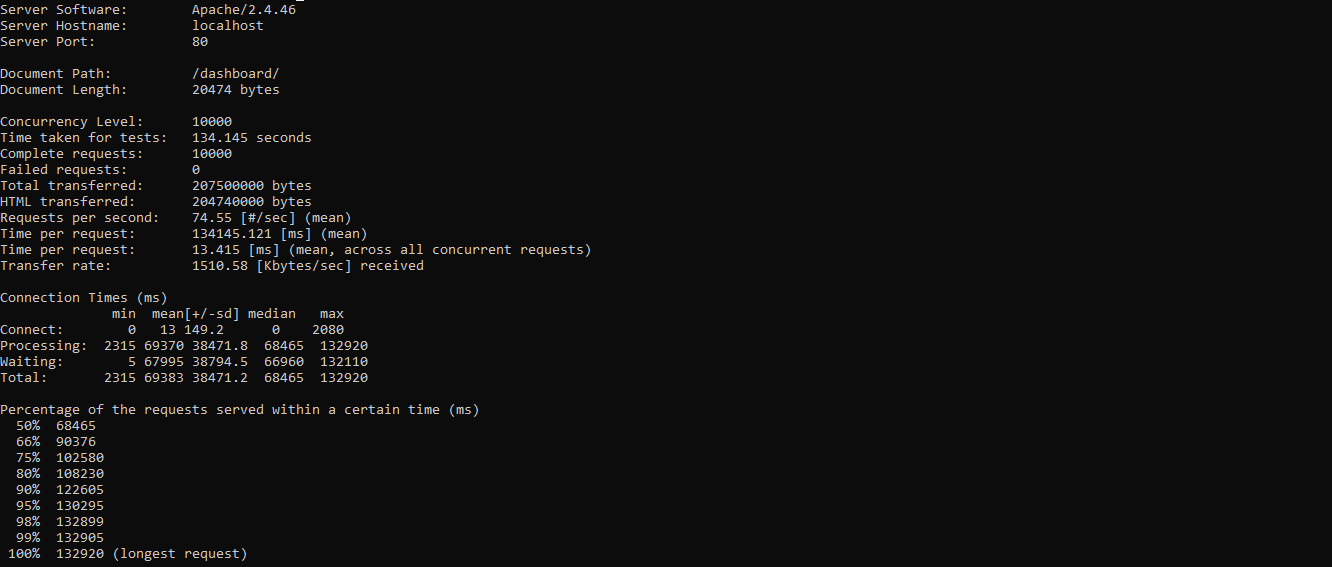 Server Software:        Apache/2.4.46
Server Hostname:        localhost
Server Port:            80

Document Path:          /dashboard/
Document Length:        20474 bytes

Concurrency Level:      10000
Time taken for tests:   134.145 seconds
Complete requests:      10000
Failed requests:        0
Total transferred:      207500000 bytes
HTML transferred:       204740000 bytes
Requests per second:    74.55 [#/sec] (mean)
Time per request:       134145.121 [ms] (mean)
Time per request:       13.415 [ms] (mean, across all concurrent requests)
Transfer rate:          1510.58 [Kbytes/sec] received

Connection Times (ms)
              min  mean[+/-sd] median   max
Connect:        0   13 149.2      0    2080
Processing:  2315 69370 38471.8  68465  132920
Waiting:        5 67995 38794.5  66960  132110
Total:       2315 69383 38471.2  68465  132920

Percentage of the requests served within a certain time (ms)
  50%  68465
  66%  90376
  75%  102580
  80%  108230
  90%  122605
  95%  130295
  98%  132899
  99%  132905
 100%  132920 (longest request)